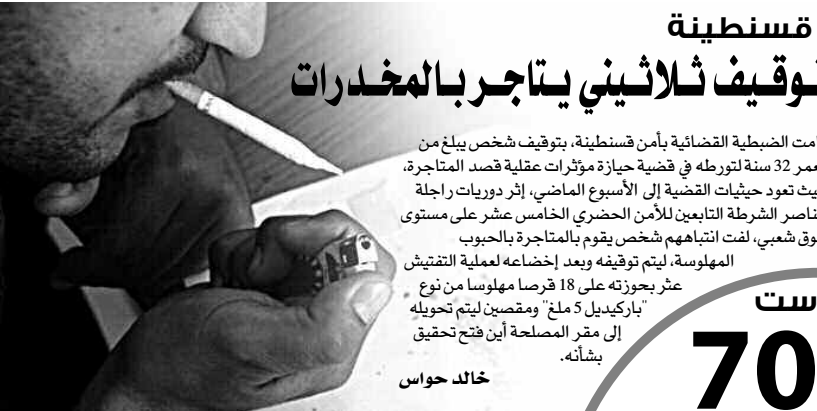 قسنطينة
توقيف ثلاثيني يتاجر بالمخدرات
امت الضبطية القضائية بأمن قسنطينة، بتوقيف شخص يبلغ من
عمر 32 سنة لتورطه في قضية حيازة مؤثرات عقلية قصد المتاجرة،
يث تعود حيثيات القضية إلى الأسبوع الماضي، إثر دوريات راجلة
ناصر الشرطة التابعين للأمن الحضري الخامس عشر على مستوى
وق شعبي، لفت انتباههم شخص يقوم بالمتاجرة بالحبوب
المهلوسة، ليتم توقيفه وبعد إخضاعه لعملية التفتيش
عثر بحوزته على 18 قرصا مهلوسا من نوع
"باركيديل 5 ملغ" ومقصين ليتم تحويله
إلى مقر المصلحة أين فتح تحقيق
بشأنه.
خالد حواس
ست
70